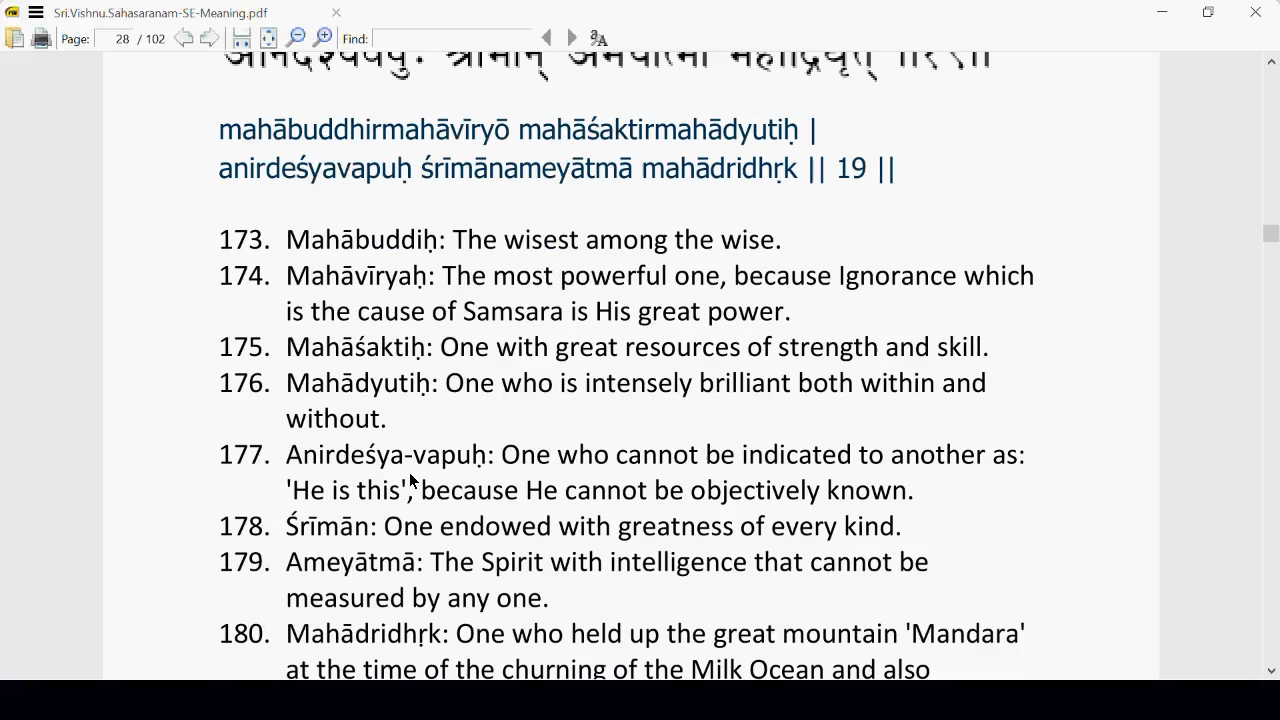 Sri.Vishnu.Sahasaranam-SE-Meaning.pdf
Page: 28 / 102 Find:
mahābuddhirmahāvīryō mahāśaktirmahādyutiḥ |
anirdeśyavapuḥ śrīmānameyātmā mahādridhṛk || 19 ||
173. Mahābuddiḥ: The wisest among the wise.
174. Mahāvīryaḥ: The most powerful one, because Ignorance which
is the cause of Samsara is His great power.
175. Mahāśaktiḥ: One with great resources of strength and skill.
176. Mahādyutiḥ: One who is intensely brilliant both within and
without.
177. Anirdeśya-vapuḥ: One who cannot be indicated to another as:
'He is this', because He cannot be objectively known.
178. Śrīmān: One endowed with greatness of every kind.
179. Ameyātmā: The Spirit with intelligence that cannot be
measured by any one.
180. Mahādridhṛk: One who held up the great mountain 'Mandara'
at the time of the churning of the Milk Ocean and also